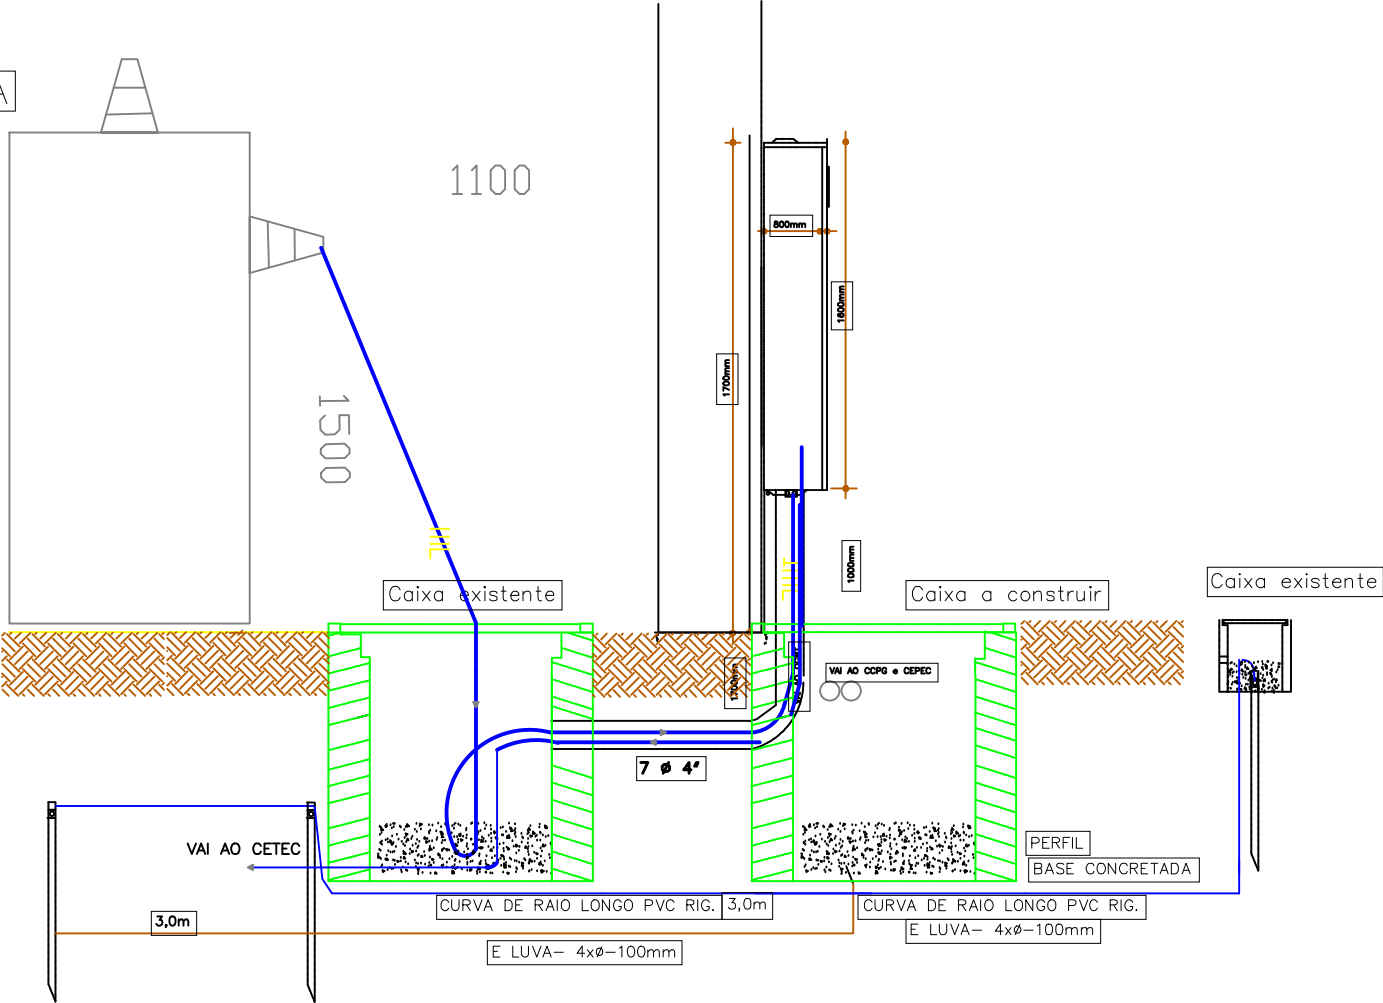 A
1100
800mm
1600mm
1700mm
1500
1000mm
Caixa existente
Caixa a construir
Caixa existente
VAI AO CCPG e CEPEC
1700mm
7 ø 4"
VAI AO CETEC
PERFIL
BASE CONCRETADA
CURVA DE RAIO LONGO PVC RIG.
3,0m
CURVA DE RAIO LONGO PVC RIG.
3,0m
E LUVA- 4xø-100mm
E LUVA- 4xø-100mm